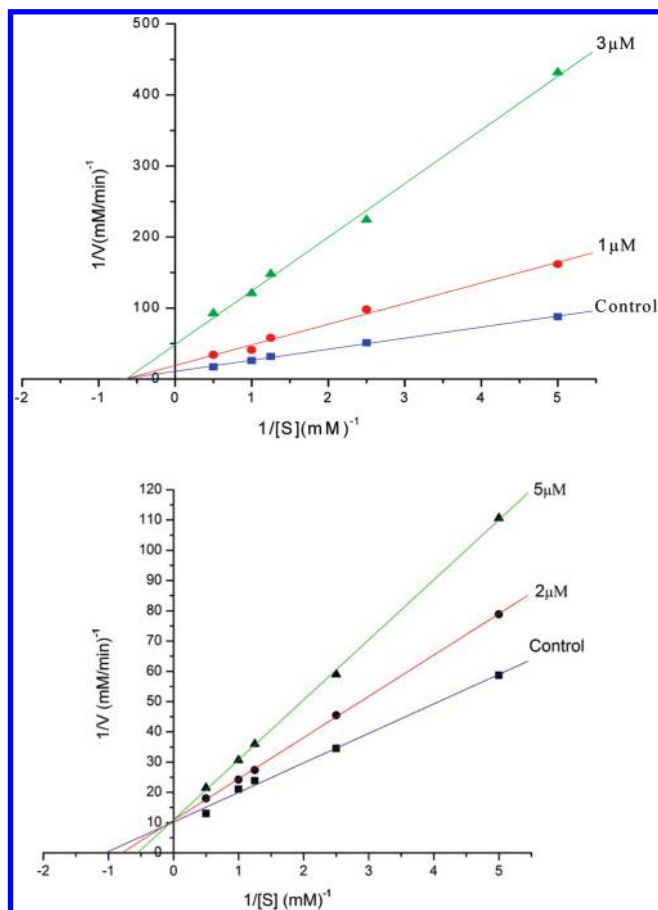 500
400
300
200
100
0
1/V(mM/min)-1
3μM
1μM
Control
-2 -1 0 1 2 3 4 5
1/[S](mM)-1
120
110
100
90
80
70
60
50
40
30
20
10
0
1/V (mM/min)-1
5μM
2μM
Control
-2 -1 0 1 2 3 4 5
1/[S] (mM)-1